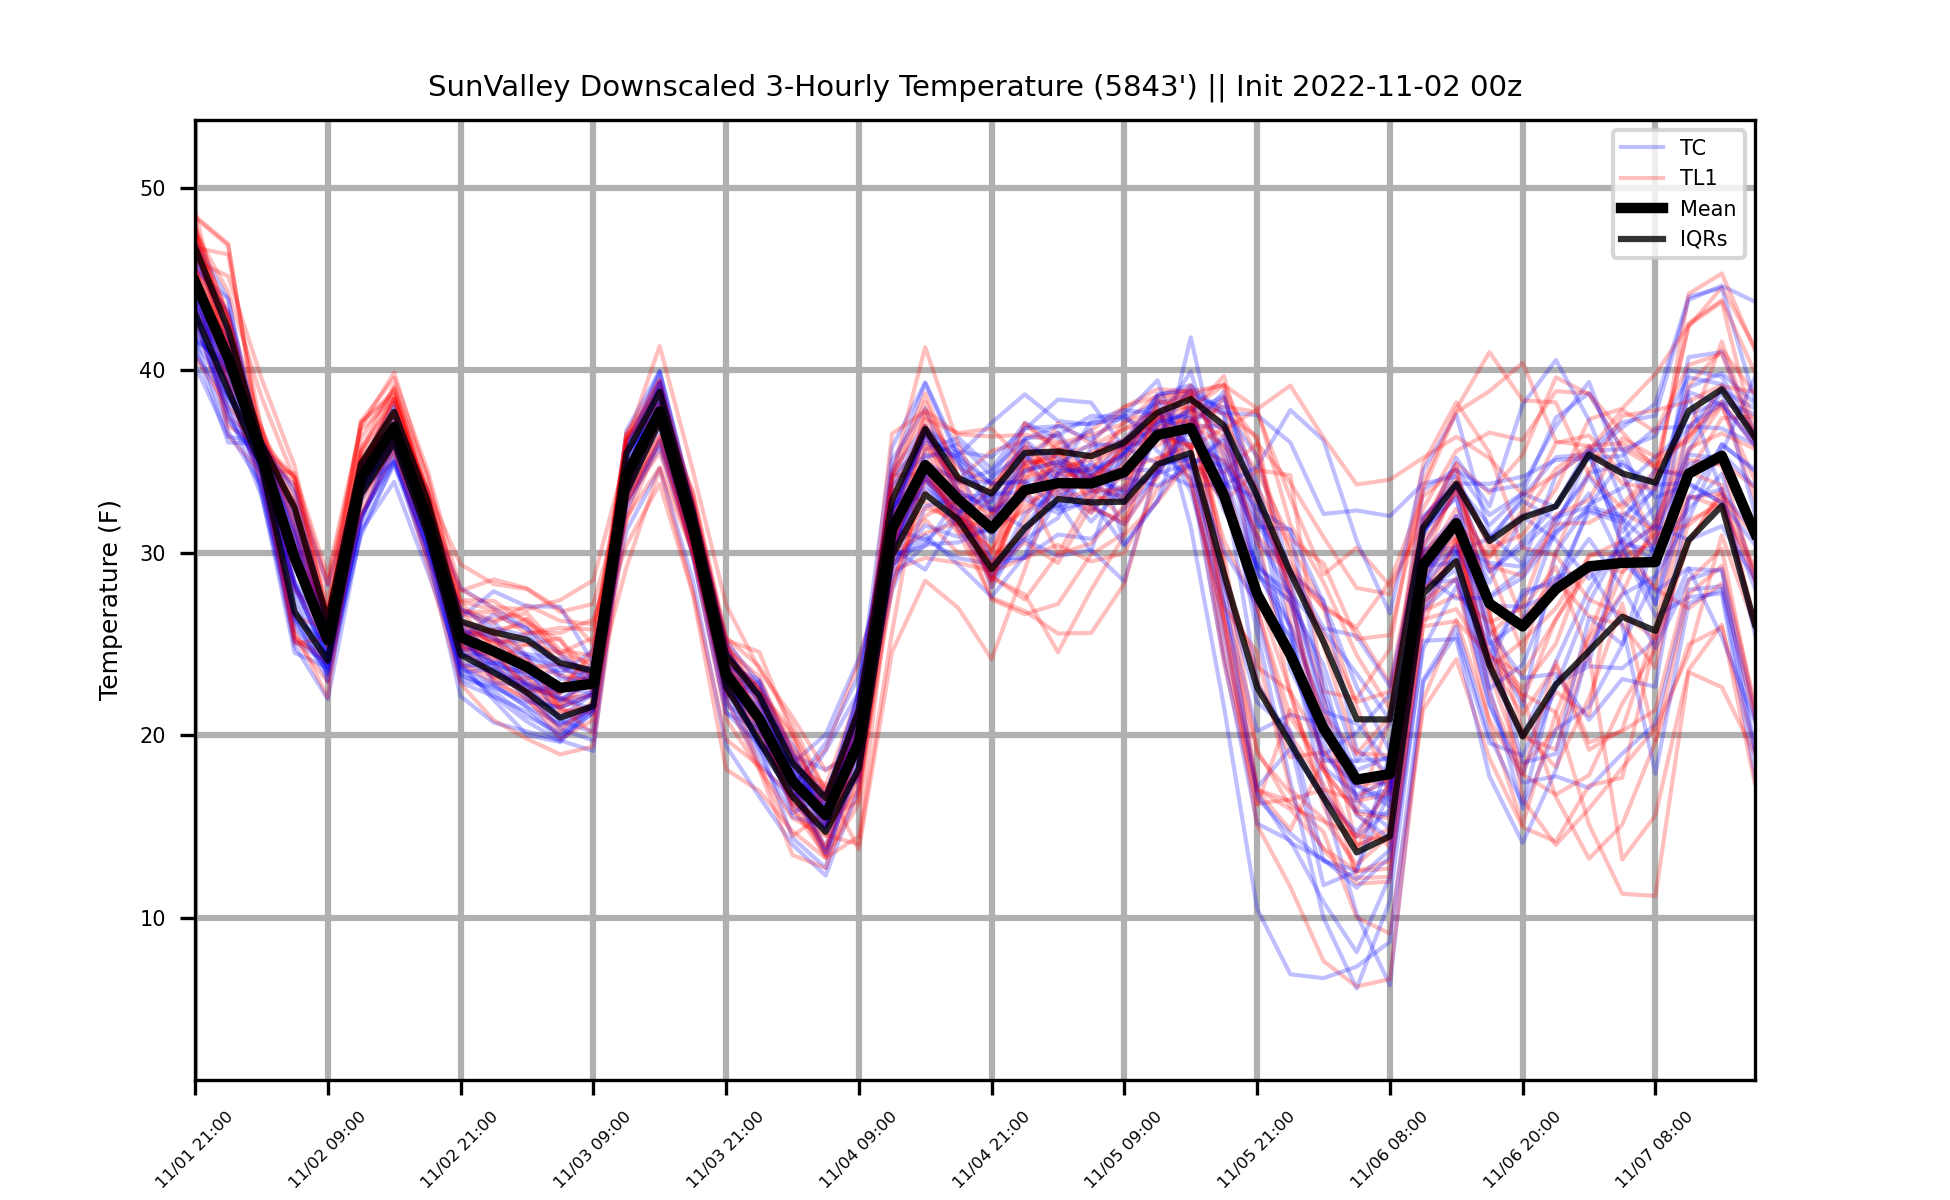 SunValley Downscaled 3-Hourly Temperature (5843') || Init 2022-11-02 00z
TC
TL1
Mean
IQRs
Temperature (F)
50
40
30
20
10
11/01 21:00
11/02 09:00
11/02 21:00
11/03 09:00
11/03 21:00
11/04 09:00
11/04 21:00
11/05 09:00
11/05 21:00
11/06 08:00
11/06 20:00
11/07 08:00